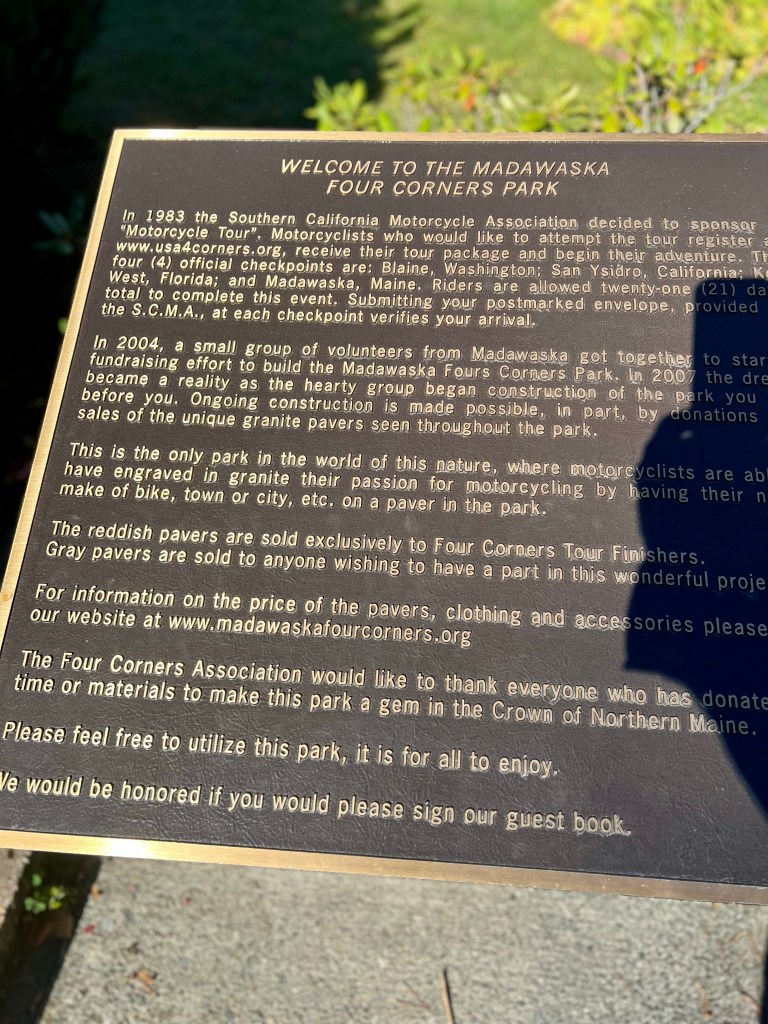 WELCOME TO THE MADAWASKA
FOUR CORNERS PARK
In 1983 the Southern California Motorcycle Association decided to sponsor
"Motorcycle Tour". Motorcyclists who would like to attempt the tour register
www.usa4corners.org, receive their tour package and begin their adventure.
four (4) official checkpoints are: Blaine, Washington; San Ysidro, California;
West, Florida; and Madawaska, Maine. Riders are allowed twenty-one (21)
total to complete this event. Submitting your postmarked envelope, provided
the S.C.M.A., at each checkpoint verifies your arrival.
In 2004, a small group of volunteers from Madawaska got together to
fundraising effort to build the Madawaska Fours Corners Park. In 2007 the
became a reality as the hearty group began construction of the park you
before you. Ongoing construction is made possible, in part, by donations
sales of the unique granite pavers seen throughout the park.
This is the only park in the world of this nature, where motorcyclists are
have engraved in granite their passion for motorcycling by having their
make of bike, town or city, etc. on a paver in the park.
The reddish pavers are sold exclusively to Four Corners Tour Finishers.
Gray pavers are sold to anyone wishing to have a part in this wonderful
For information on the price of the pavers, clothing and accessories please
our website at www.madawaskafourcorners.org
The Four Corners Association would like to thank everyone who has
time or materials to make this park a gem in the Crown of Northern Maine.
Please feel free to utilize this park, it is for all to enjoy.
We would be honored if you would please sign our guest book.